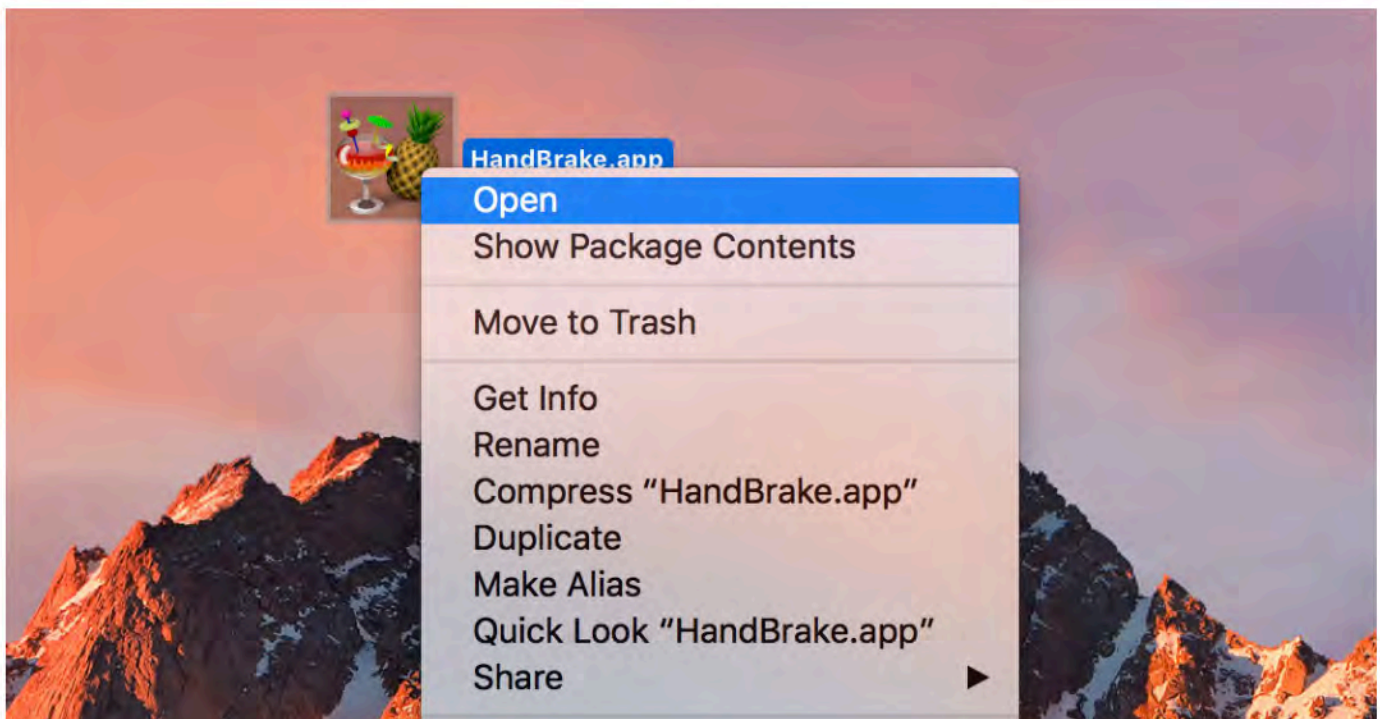 HandBrake.app
Open
Show Package Contents
Move to Trash
Get Info
Rename
Compress “HandBrake.app”
Duplicate
Make Alias
Quick Look “HandBrake.app”
Share